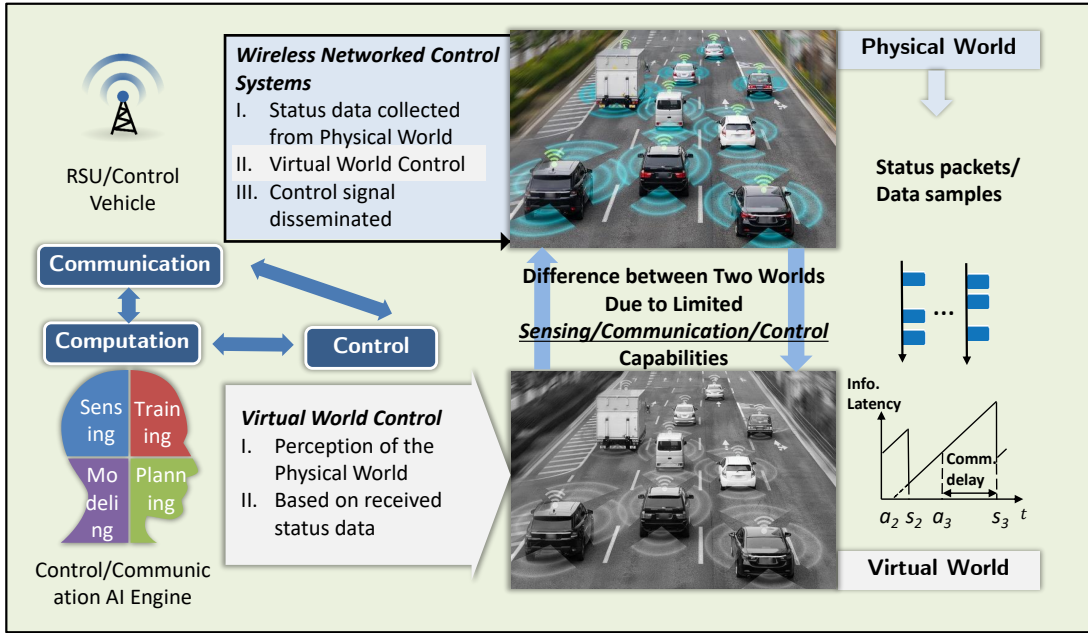 RSU/Control
Vehicle
Wireless Networked Control
Systems
I. Status data collected
from Physical World
II. Virtual World Control
III. Control signal
disseminated
Physical World
Status packets/
Data samples
Communication
Computation
Control
Difference between Two Worlds
Due to Limited
Sensing/Communication/Control
Capabilities
...
Sens
ing
Train
ing
Mo
deli
ng
Plann
ing
Control/Communic
ation AI Engine
Virtual World Control
I. Perception of the
Physical World
II. Based on received
status data
Info.
Latency
Comm.
delay
a₂ s₂ a₃ s₃ t
Virtual World